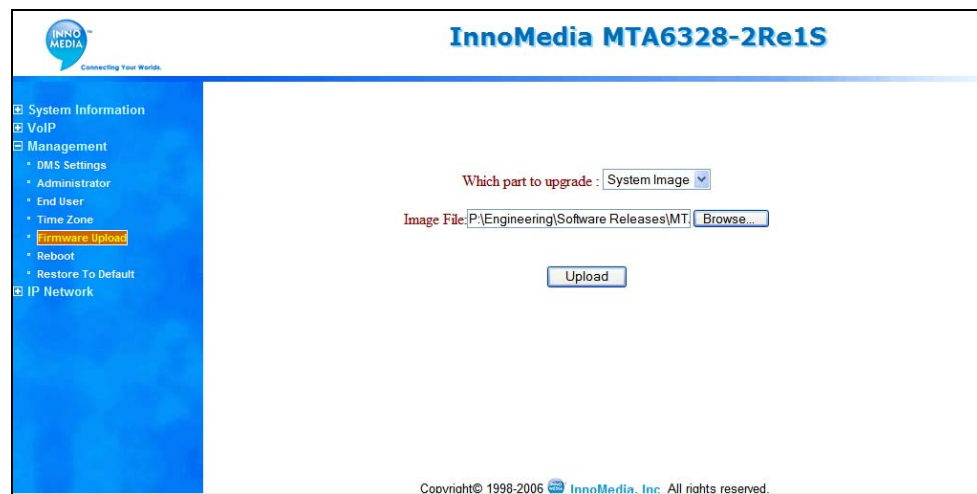 INNO
MEDIA
™
Connecting Your Worlds.
InnoMedia MTA6328-2Re1S
System Information
VoIP
Management
DMS Settings
Administrator
End User
Time Zone
Firmware Upload
Reboot
Restore To Default
IP Network
Which part to upgrade : System Image
Image File:P:\Engineering\Software Releases\MT. Browse...
Upload
Copyright© 1998-2006 InnoMedia, Inc All rights reserved.